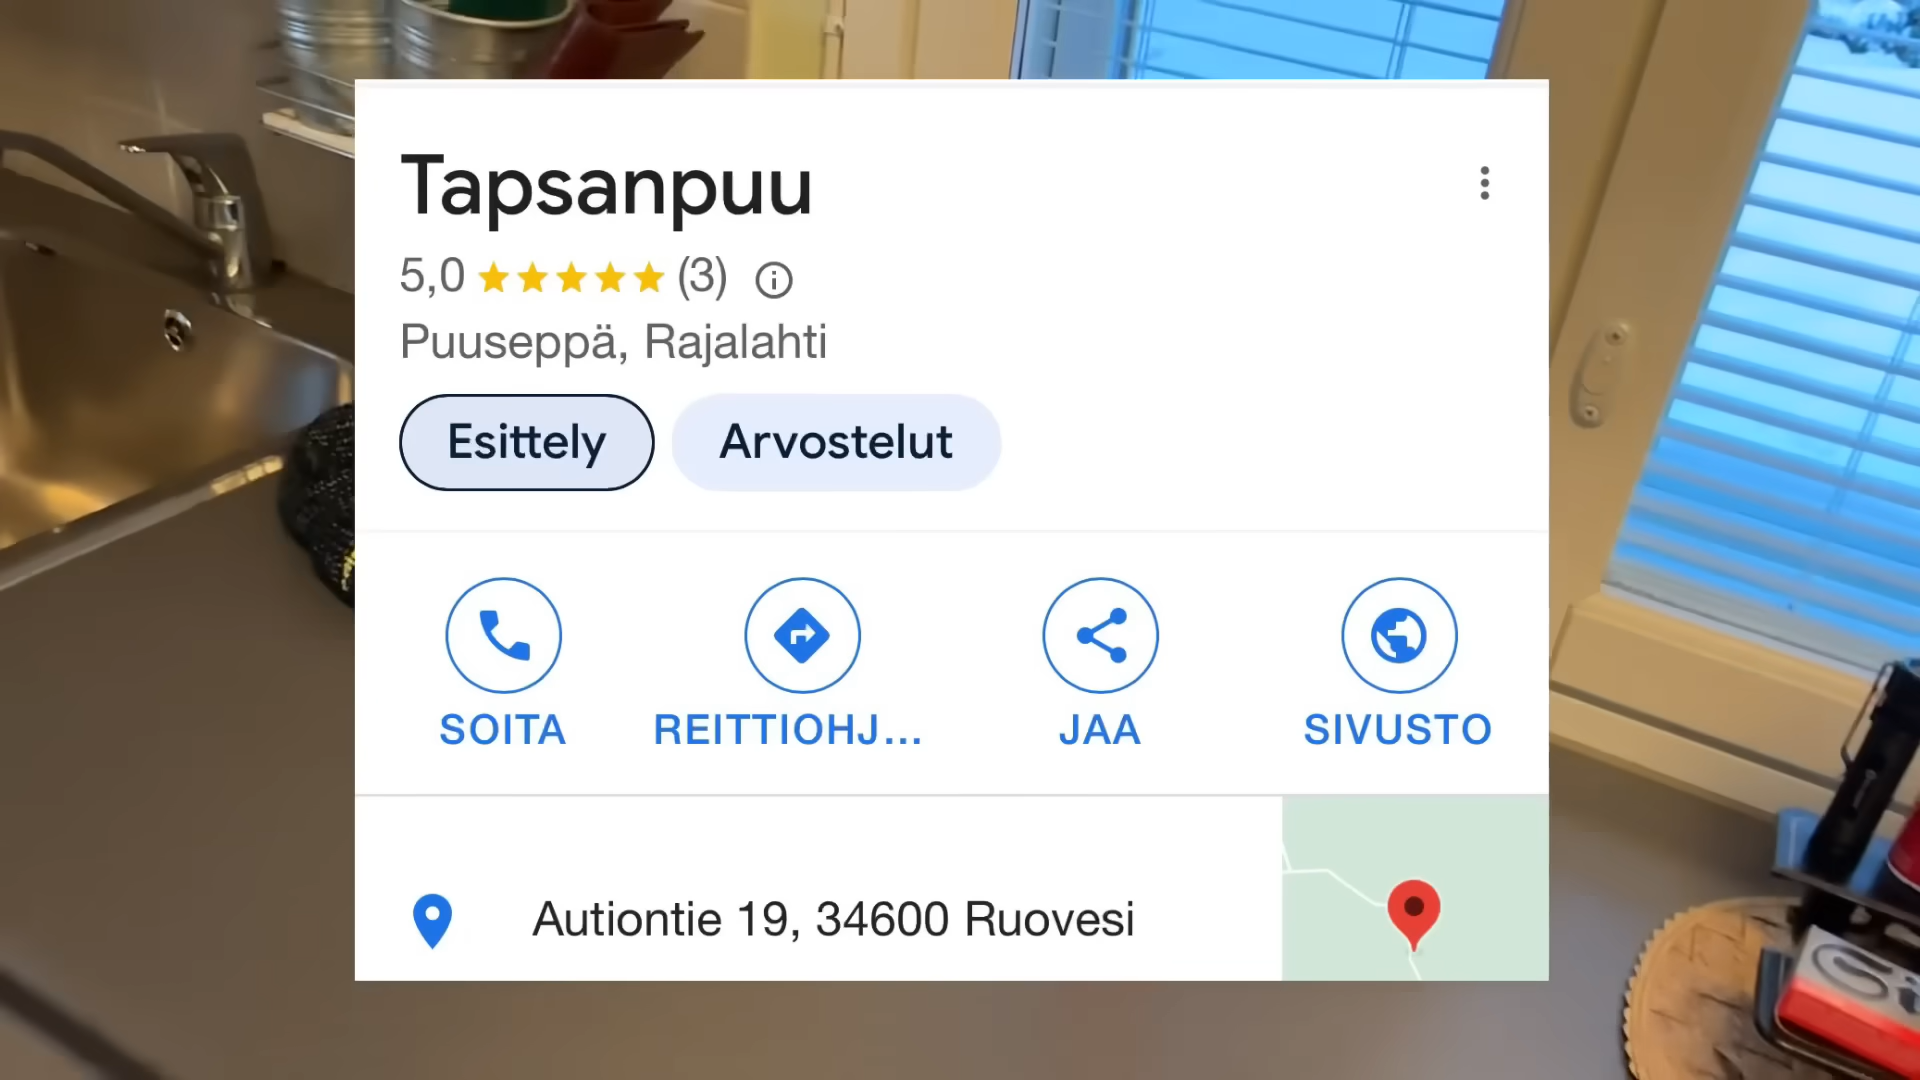 Tapsanpuu
5,0 (3)
Puuseppä, Rajalahti
Esittely
Arvostelut
SOITA
REITTIOHJ...
JAA
SIVUSTO
Autiontie 19, 34600 Ruovesi